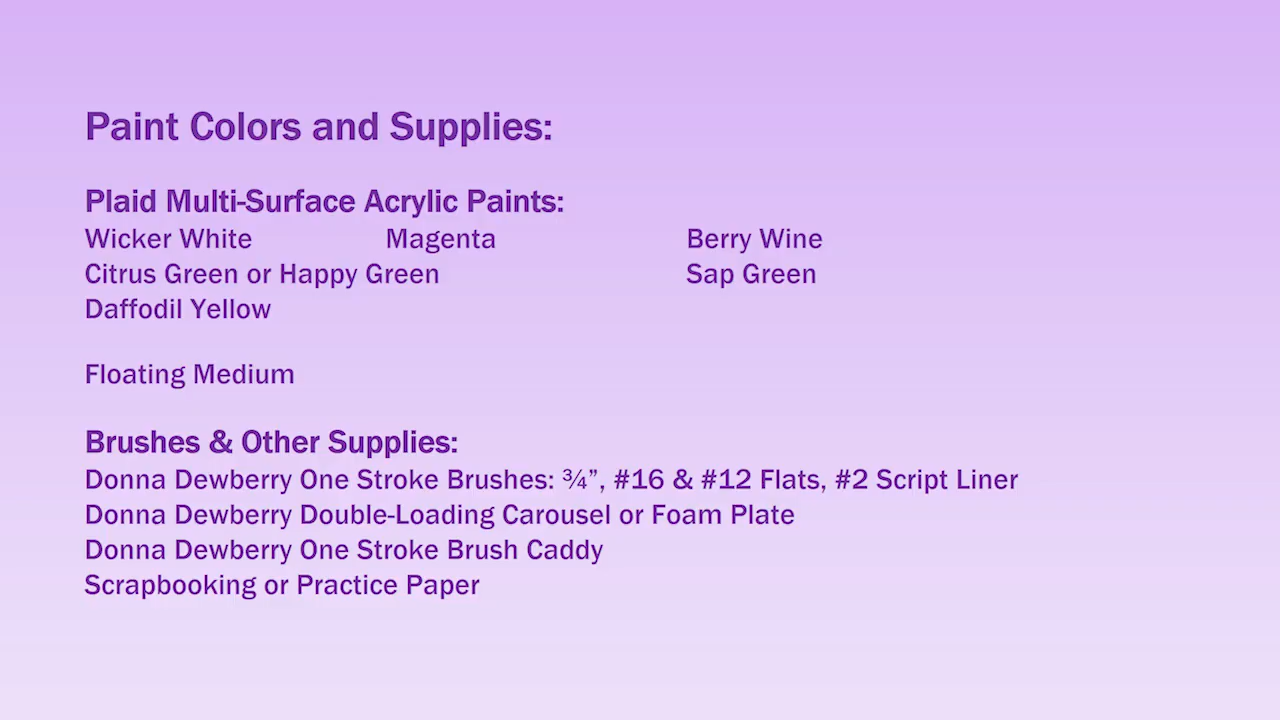 Paint Colors and Supplies:
Plaid Multi-Surface Acrylic Paints:
Wicker White Magenta Berry Wine
Citrus Green or Happy Green Sap Green
Daffodil Yellow
Floating Medium
Brushes & Other Supplies:
Donna Dewberry One Stroke Brushes: ¾”, #16 & #12 Flats, #2 Script Liner
Donna Dewberry Double-Loading Carousel or Foam Plate
Donna Dewberry One Stroke Brush Caddy
Scrapbooking or Practice Paper